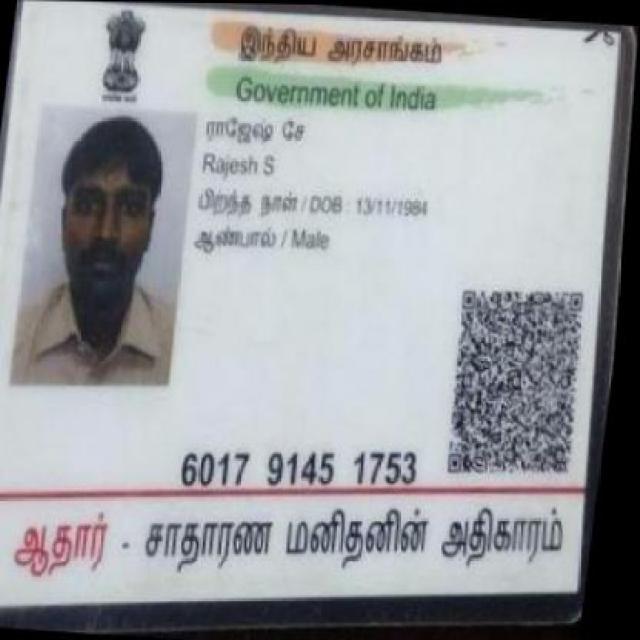 இந்திய அரசாங்கம்
Government of India
ராஜேஷ் சே
Rajesh S
பிறந்த நாள் / DOB : 13/11/1984
ஆண்பால் / Male
6017 9145 1753
ஆதார் - சாதாரண மனிதனின் அதிகாரம்